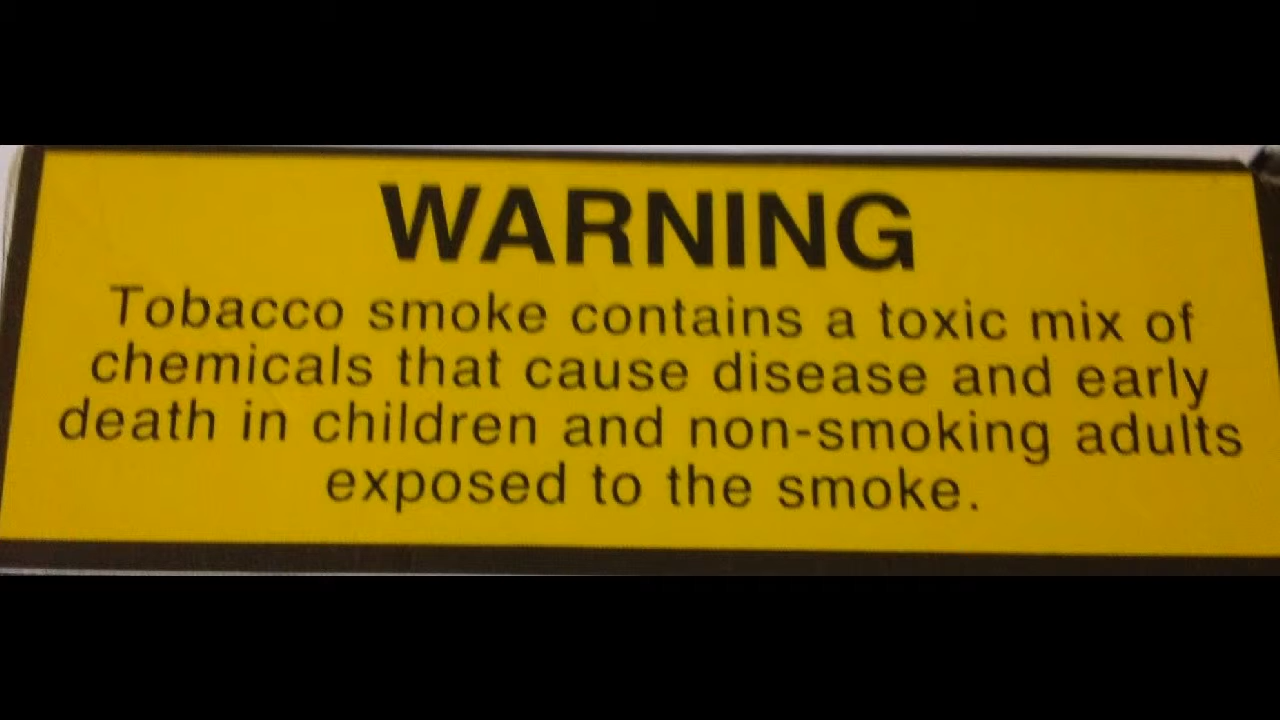 WARNING
Tobacco smoke contains a toxic mix of
chemicals that cause disease and early
death in children and non-smoking adults
exposed to the smoke.